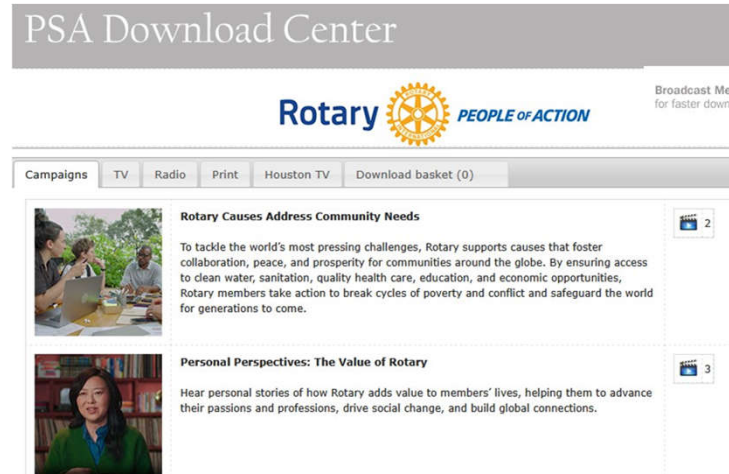 PSA Download Center
Rotary
PEOPLE OF ACTION
Broadcast
for faster
Campaigns
TV
Radio
Print
Houston TV
Download basket (0)
Rotary Causes Address Community Needs
2
To tackle the world's most pressing challenges, Rotary supports causes that foster
collaboration, peace, and prosperity for communities around the globe. By ensuring access
to clean water, sanitation, quality health care, education, and economic opportunities,
Rotary members take action to break cycles of poverty and conflict and safeguard the world
for generations to come.
Personal Perspectives: The Value of Rotary
3
Hear personal stories of how Rotary adds value to members' lives, helping them to advance
their passions and professions, drive social change, and build global connections.